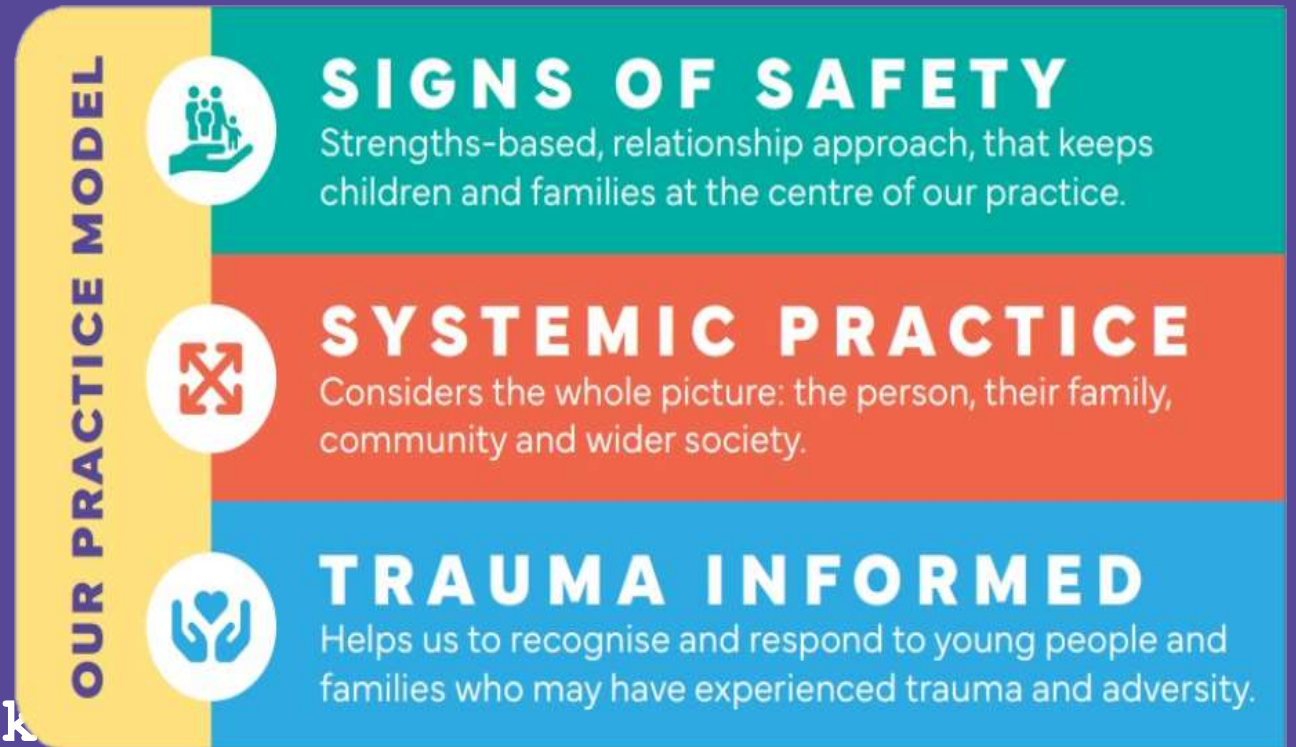 OUR PRACTICE MODEL
SIGNS OF SAFETY
Strengths-based, relationship approach, that keeps
children and families at the centre of our practice.
SYSTEMIC PRACTICE
Considers the whole picture: the person, their family,
community and wider society.
TRAUMA INFORMED
Helps us to recognise and respond to young people and
families who may have experienced trauma and adversity.
k